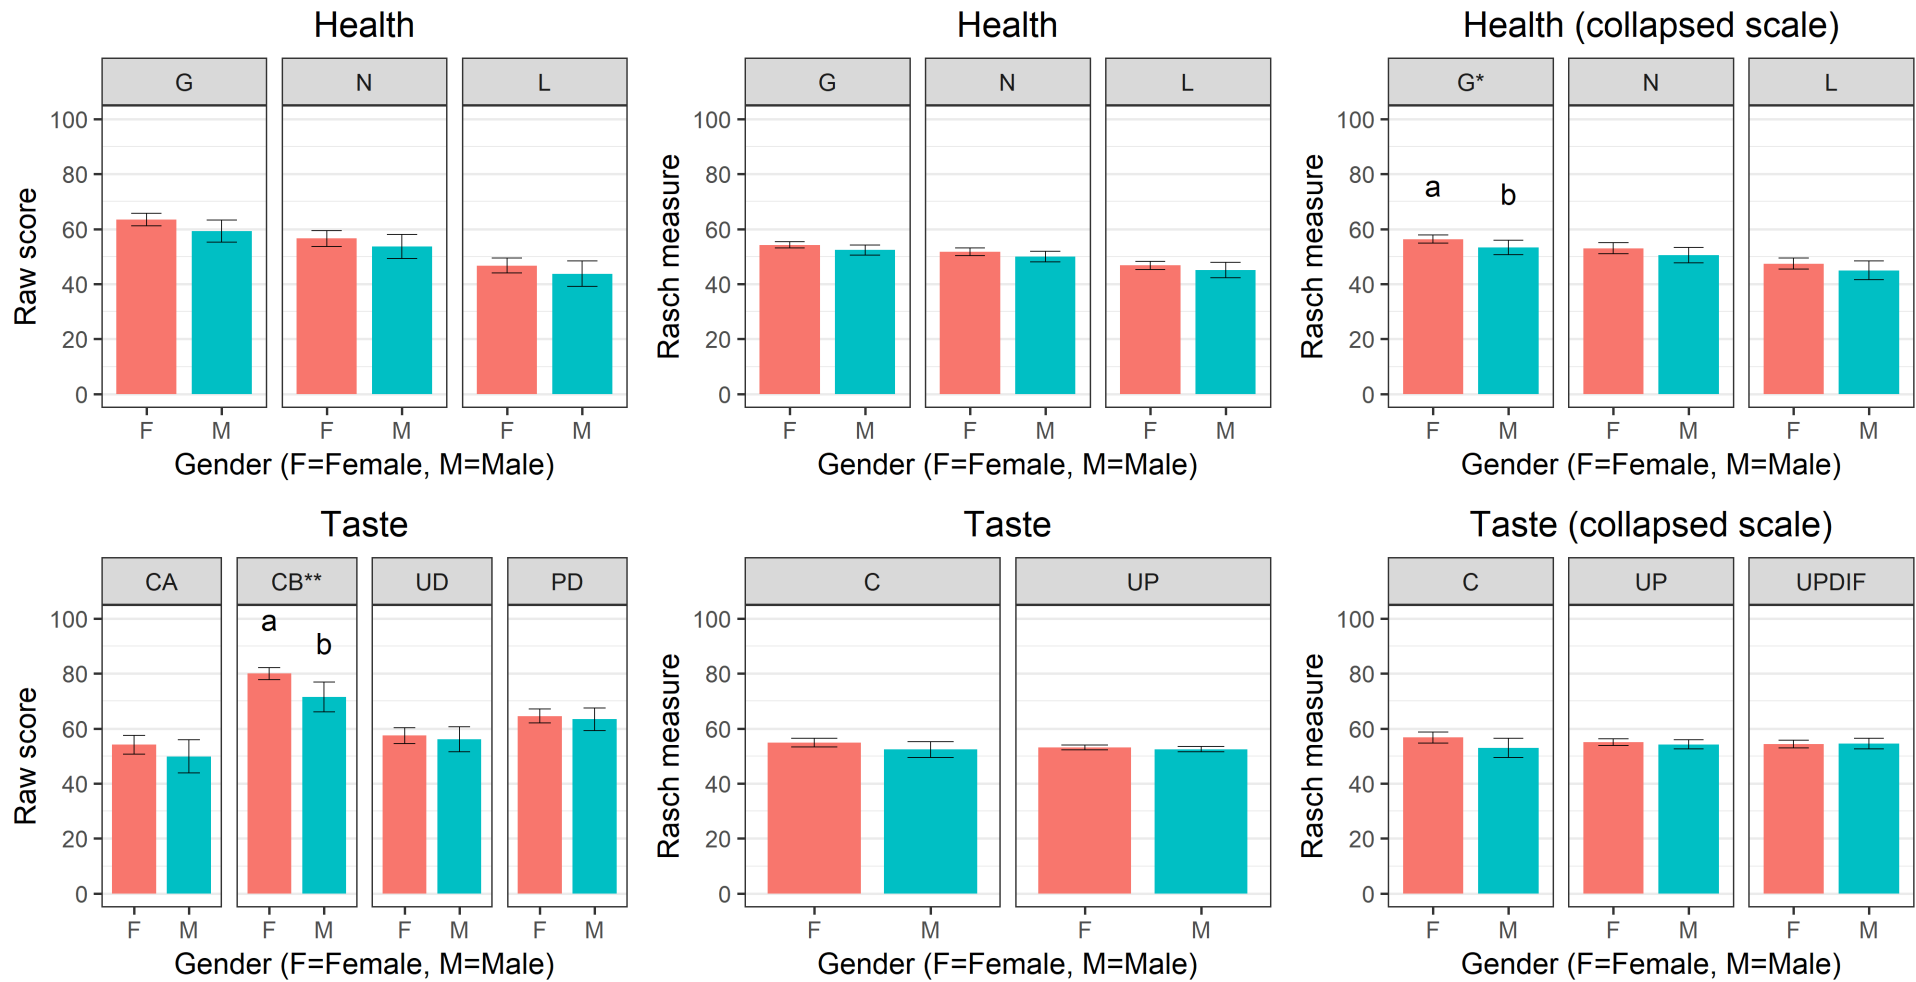 Health
G N L
100
80
60
40
20
0
Raw score
F M F M F M
Gender (F=Female, M=Male)
Health
G N L
100
80
60
40
20
0
Rasch measure
F M F M F M
Gender (F=Female, M=Male)
Health (collapsed scale)
G* N L
100
80
60
40
20
0
a
b
Rasch measure
F M F M F M
Gender (F=Female, M=Male)
Taste
CA CB** UD PD
100
80
60
40
20
0
a
b
Raw score
F M F M F M F M
Gender (F=Female, M=Male)
Taste
C UP
100
80
60
40
20
0
Rasch measure
F M F M
Gender (F=Female, M=Male)
Taste (collapsed scale)
C UP UPDIF
100
80
60
40
20
0
Rasch measure
F M F M F M
Gender (F=Female, M=Male)